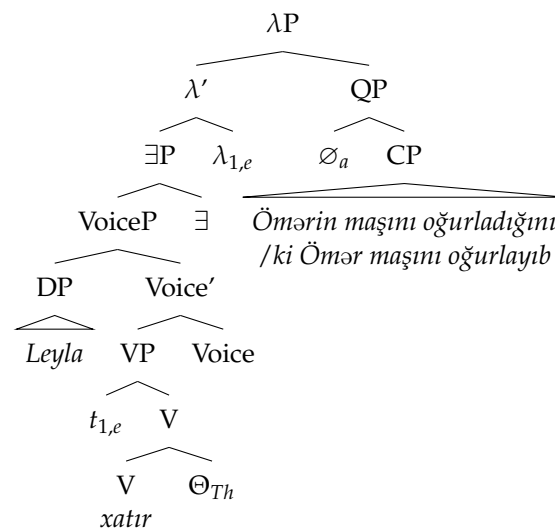 λP
λ’ QP
∃P λ1,e ∅a CP
VoiceP ∃ Ömərin maşını oğurladığını
/ki Ömər maşını oğurlayıb
DP Voice’
Leyla VP Voice
t1,e V
V ΘTh
xatır